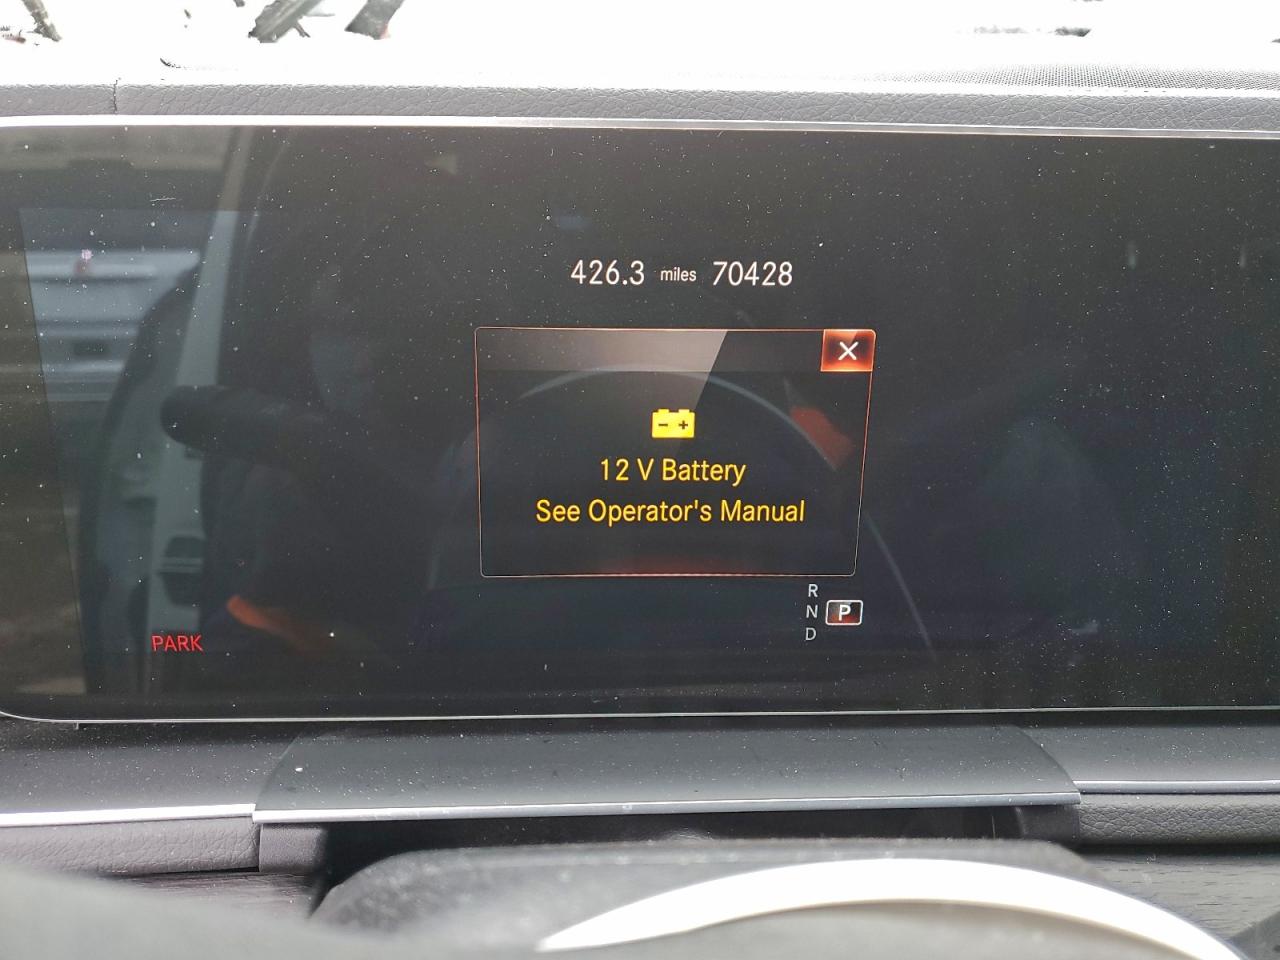 426.3 miles 70428
12 V Battery
See Operator's Manual
R
N P
D
PARK